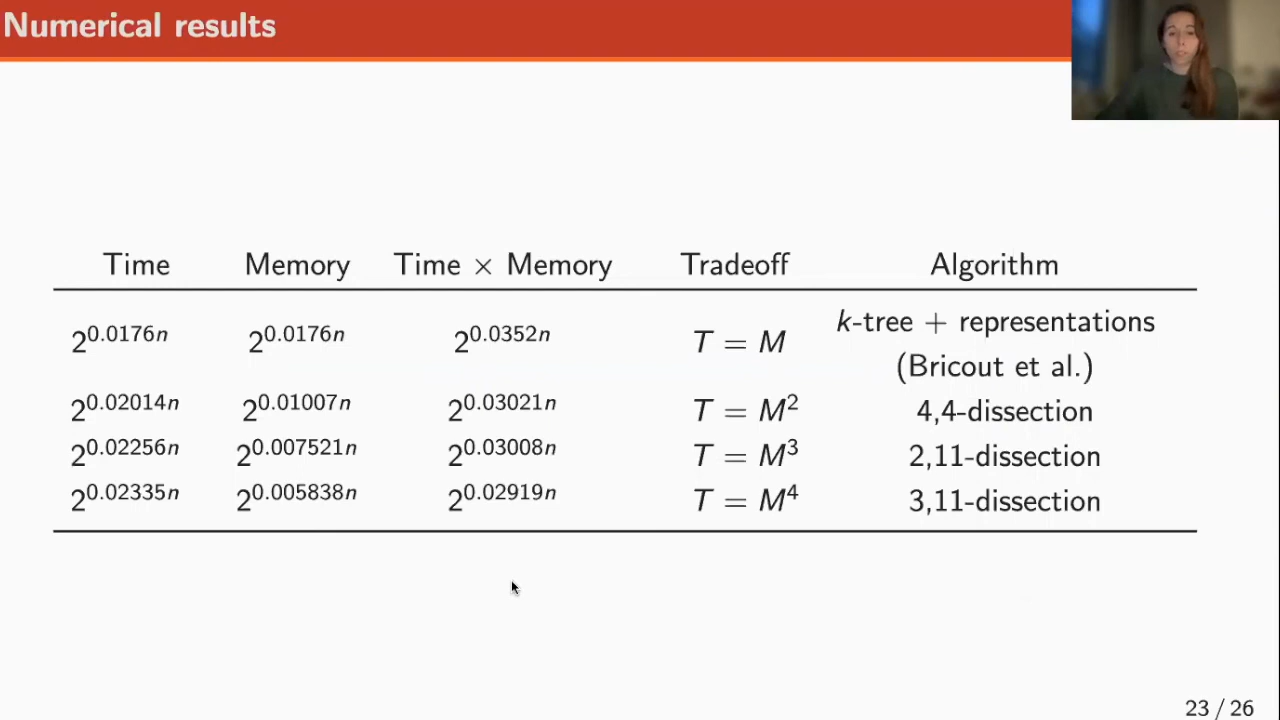 Numerical results
Time Memory Time × Memory Tradeoff Algorithm
2^{0.0176n} 2^{0.0176n} 2^{0.0352n} T = M k-tree + representations
(Bricout et al.)
2^{0.02014n} 2^{0.01007n} 2^{0.03021n} T = M² 4,4-dissection
2^{0.02256n} 2^{0.007521n} 2^{0.03008n} T = M³ 2,11-dissection
2^{0.02335n} 2^{0.005838n} 2^{0.02919n} T = M⁴ 3,11-dissection
23 / 26